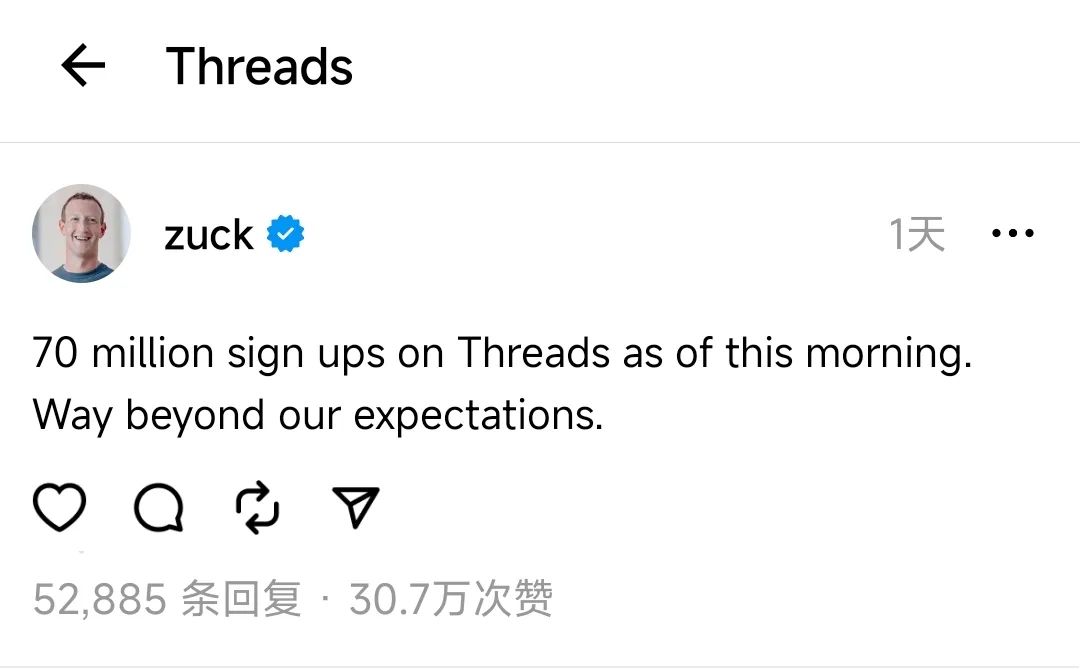 Threads
zuck
1天
70 million sign ups on Threads as of this morning.
Way beyond our expectations.
52,885 条回复 · 30.7万次赞